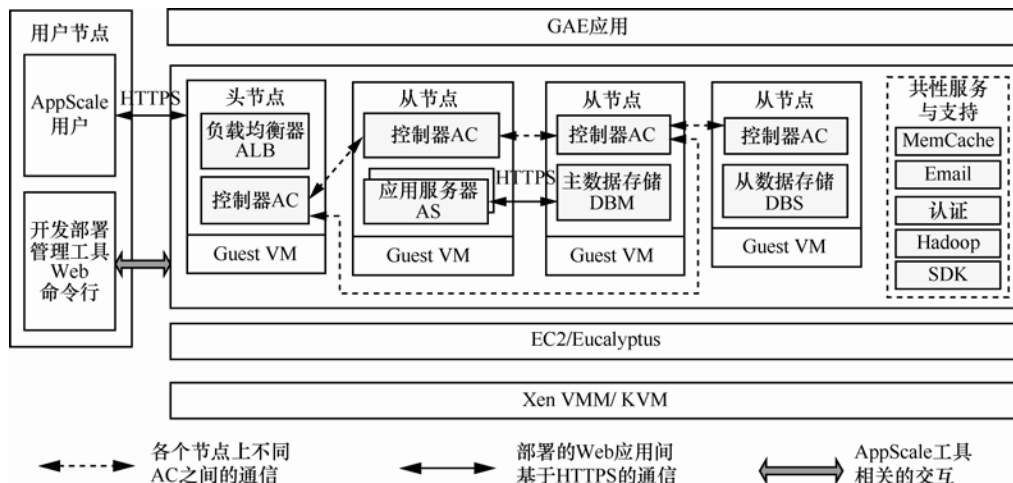 用户节点
AppScale
用户
开发部署
管理工具
Web
命令行
HTTPS
GAE应用
头节点
负载均衡器
ALB
控制器AC
Guest VM
从节点
控制器AC
应用服务器
AS
Guest VM
HTTPS
从节点
控制器AC
主数据存储
DBM
Guest VM
从节点
控制器AC
从数据存储
DBS
Guest VM
共性服务
与支持
MemCache
Email
认证
Hadoop
SDK
EC2/Eucalyptus
Xen VMM/ KVM
各个节点上不同
AC之间的通信
部署的Web应用间
基于HTTPS的通信
AppScale工具
相关的交互